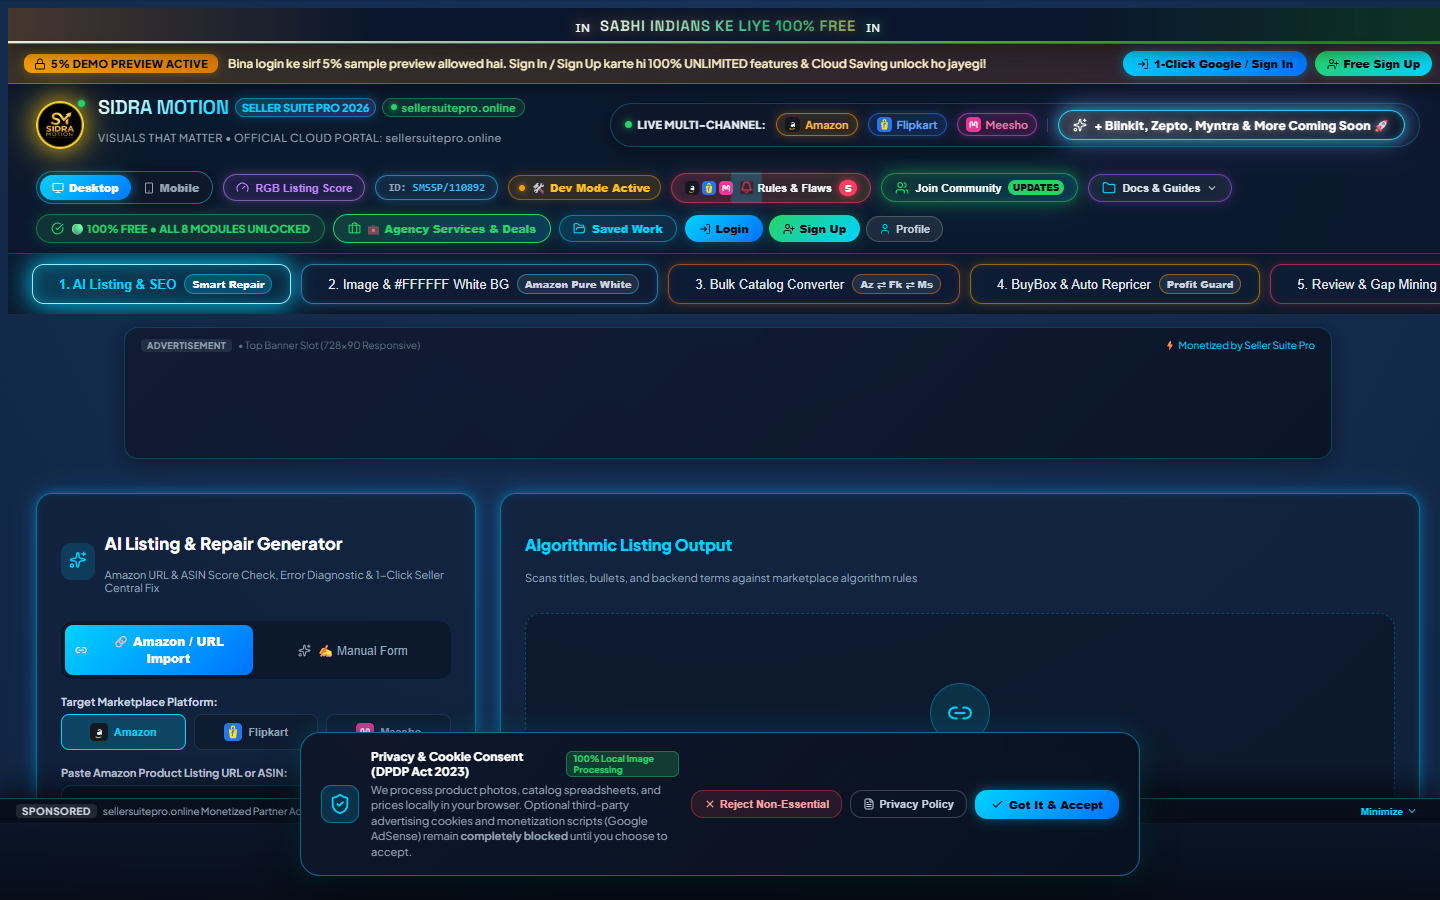 IN SABHI INDIANS KE LIYE 100% FREE IN
5% DEMO PREVIEW ACTIVE Bina login ke sirf 5% sample preview allowed hai. Sign In / Sign Up karte hi 100% UNLIMITED features & Cloud Saving unlock ho jayegi! 1-Click Google / Sign In Free Sign Up
SIDRA MOTION SELLER SUITE PRO 2026 sellersuitepro.online
VISUALS THAT MATTER • OFFICIAL CLOUD PORTAL: sellersuitepro.online
LIVE MULTI-CHANNEL: Amazon Flipkart Meesho + Blinkit, Zepto, Myntra & More Coming Soon 🚀
Desktop Mobile RGB Listing Score ID: SMSSP/110892 🛠 Dev Mode Active Rules & Flaws 5 Join Community UPDATES Docs & Guides
100% FREE • ALL 8 MODULES UNLOCKED 💼 Agency Services & Deals Saved Work Login Sign Up Profile
1. AI Listing & SEO Smart Repair 2. Image & #FFFFFF White BG Amazon Pure White 3. Bulk Catalog Converter Az ⇄ Fk ⇄ Ms 4. BuyBox & Auto Repricer Profit Guard 5. Review & Gap Mining
ADVERTISEMENT • Top Banner Slot (728×90 Responsive) Monetized by Seller Suite Pro
AI Listing & Repair Generator
Amazon URL & ASIN Score Check, Error Diagnostic & 1-Click Seller
Central Fix
🔗 Amazon / URL
Import
✍ Manual Form
Target Marketplace Platform:
Amazon Flipkart Meesho
Paste Amazon Product Listing URL or ASIN:
Algorithmic Listing Output
Scans titles, bullets, and backend terms against marketplace algorithm rules
SPONSORED sellersuitepro.online Monetized Partner
Minimize
Privacy & Cookie Consent
(DPDP Act 2023)
100% Local Image
Processing
We process product photos, catalog spreadsheets, and
prices locally in your browser. Optional third-party
advertising cookies and monetization scripts (Google
AdSense) remain completely blocked until you choose to
accept.
Reject Non-Essential Privacy Policy Got It & Accept